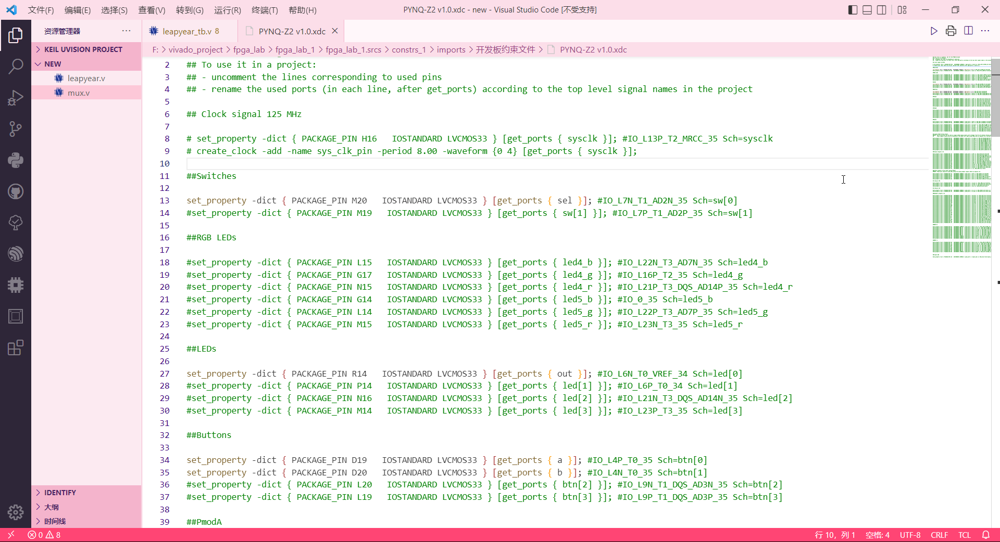 文件(F) 编辑(E) 选择(S) 查看(V) 转到(G) 运行(R) 终端(T) 帮助(H) PYNQ-Z2 v1.0.xdc - new - Visual Studio Code [不受支持]
资源管理器
KEIL UVISION PROJECT
NEW
leapyear.v
mux.v
IDENTIFY
大纲
时间线
leapyear_tb.v 8 PYNQ-Z2 v1.0.xdc
F: > vivado_project > fpga_lab > fpga_lab_1 > fpga_lab_1.srcs > constrs_1 > imports > 开发板约束文件 > PYNQ-Z2 v1.0.xdc
2 ## To use it in a project:
3 ## - uncomment the lines corresponding to used pins
4 ## - rename the used ports (in each line, after get_ports) according to the top level signal names in the project
5
6 ## Clock signal 125 MHz
7
8 # set_property -dict { PACKAGE_PIN H16   IOSTANDARD LVCMOS33 } [get_ports { sysclk }]; #IO_L13P_T2_MRCC_35 Sch=sysclk
9 # create_clock -add -name sys_clk_pin -period 8.00 -waveform {0 4} [get_ports { sysclk }];
10
11 ##Switches
12
13 set_property -dict { PACKAGE_PIN M20   IOSTANDARD LVCMOS33 } [get_ports { sel }]; #IO_L7N_T1_AD2N_35 Sch=sw[0]
14 #set_property -dict { PACKAGE_PIN M19   IOSTANDARD LVCMOS33 } [get_ports { sw[1] }]; #IO_L7P_T1_AD2P_35 Sch=sw[1]
15
16 ##RGB LEDs
17
18 #set_property -dict { PACKAGE_PIN L15   IOSTANDARD LVCMOS33 } [get_ports { led4_b }]; #IO_L22N_T3_AD7N_35 Sch=led4_b
19 #set_property -dict { PACKAGE_PIN G17   IOSTANDARD LVCMOS33 } [get_ports { led4_g }]; #IO_L16P_T2_35 Sch=led4_g
20 #set_property -dict { PACKAGE_PIN N15   IOSTANDARD LVCMOS33 } [get_ports { led4_r }]; #IO_L21P_T3_DQS_AD14P_35 Sch=led4_r
21 #set_property -dict { PACKAGE_PIN G14   IOSTANDARD LVCMOS33 } [get_ports { led5_b }]; #IO_0_35 Sch=led5_b
22 #set_property -dict { PACKAGE_PIN L14   IOSTANDARD LVCMOS33 } [get_ports { led5_g }]; #IO_L22P_T3_AD7P_35 Sch=led5_g
23 #set_property -dict { PACKAGE_PIN M15   IOSTANDARD LVCMOS33 } [get_ports { led5_r }]; #IO_L23N_T3_35 Sch=led5_r
24
25 ##LEDs
26
27 set_property -dict { PACKAGE_PIN R14   IOSTANDARD LVCMOS33 } [get_ports { out }]; #IO_L6N_T0_VREF_34 Sch=led[0]
28 #set_property -dict { PACKAGE_PIN P14   IOSTANDARD LVCMOS33 } [get_ports { led[1] }]; #IO_L6P_T0_34 Sch=led[1]
29 #set_property -dict { PACKAGE_PIN N16   IOSTANDARD LVCMOS33 } [get_ports { led[2] }]; #IO_L21N_T3_DQS_AD14N_35 Sch=led[2]
30 #set_property -dict { PACKAGE_PIN M14   IOSTANDARD LVCMOS33 } [get_ports { led[3] }]; #IO_L23P_T3_35 Sch=led[3]
31
32 ##Buttons
33
34 set_property -dict { PACKAGE_PIN D19   IOSTANDARD LVCMOS33 } [get_ports { a }]; #IO_L4P_T0_35 Sch=btn[0]
35 set_property -dict { PACKAGE_PIN D20   IOSTANDARD LVCMOS33 } [get_ports { b }]; #IO_L4N_T0_35 Sch=btn[1]
36 #set_property -dict { PACKAGE_PIN L20   IOSTANDARD LVCMOS33 } [get_ports { btn[2] }]; #IO_L9N_T1_DQS_AD3N_35 Sch=btn[2]
37 #set_property -dict { PACKAGE_PIN L19   IOSTANDARD LVCMOS33 } [get_ports { btn[3] }]; #IO_L9P_T1_DQS_AD3P_35 Sch=btn[3]
38
39 ##PmodA
0 8 行 10, 列 1 空格: 4 UTF-8 CRLF TCL